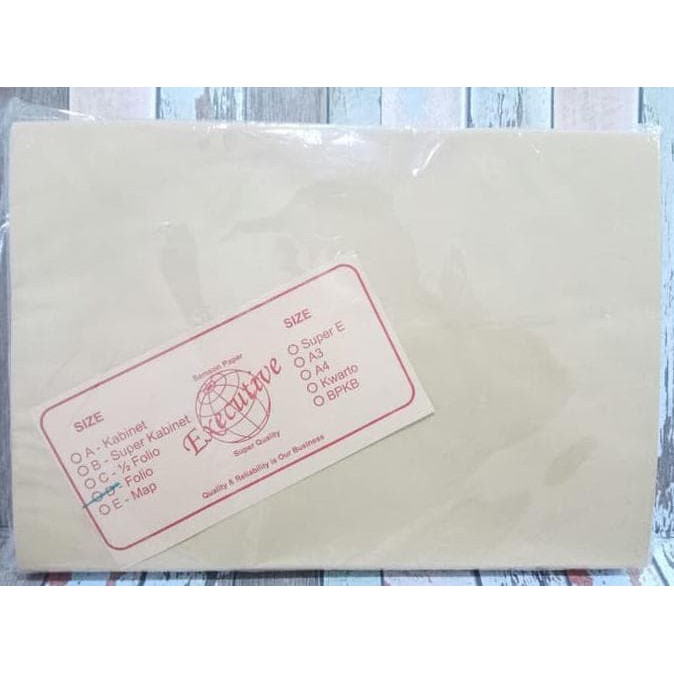 SIZE
A - Kabinet
B - Super Kabinet
C - ½ Folio
D - Folio
E - Map
Samson Paper
Executive
Super Quality
Quality & Reliability is Our Business
SIZE
Super E
A3
A4
Kwarto
BPKB